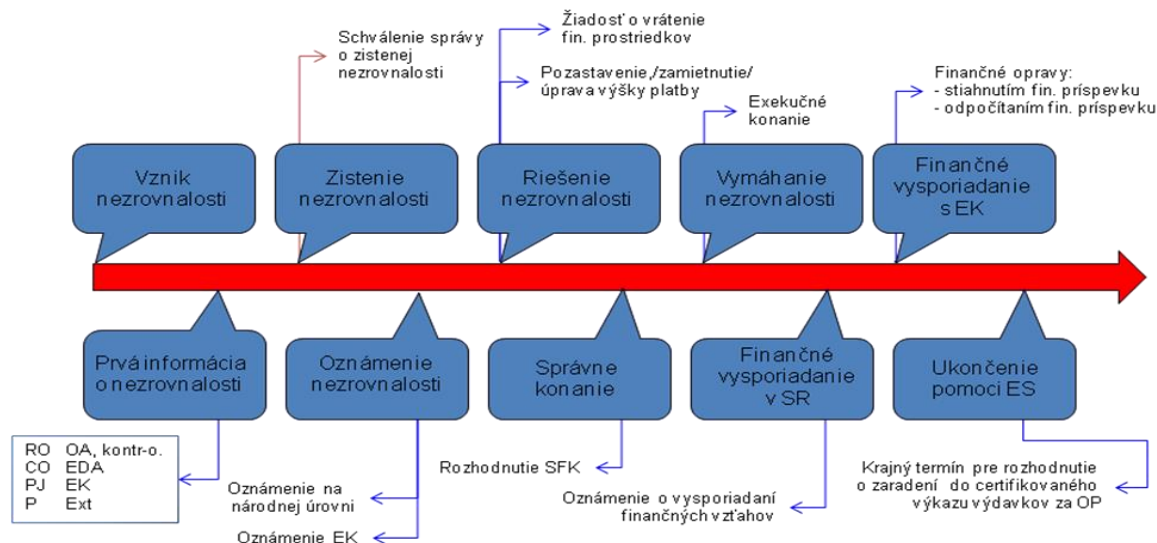 Žiadosť o vrátenie
fin. prostriedkov
Schválenie správy
o zistenej
nezrovnalosti
Pozastavenie,/zamietnutie/
úprava výšky platby
Exekučné
konanie
Finančné opravy:
- stiahnutím fin. príspevku
- odpočítaním fin. príspevku
Vznik
nezrovnalosti
Zistenie
nezrovnalosti
Riešenie
nezrovnalosti
Vymáhanie
nezrovnalosti
Finančné
vysporiadanie
s EK
Prvá informácia
o nezrovnalosti
Oznámenie
nezrovnalosti
Správne
konanie
Finančné
vysporiadanie
v SR
Ukončenie
pomoci ES
RO OA, kontr-o.
CO EDA
PJ EK
P Ext
Oznámenie na
národnej úrovni
Oznámenie EK
Rozhodnutie SFK
Oznámenie o vysporiadaní
finančných vzťahov
Krajný termín pre rozhodnutie
o zaradení do certifikovaného
výkazu výdavkov za OP